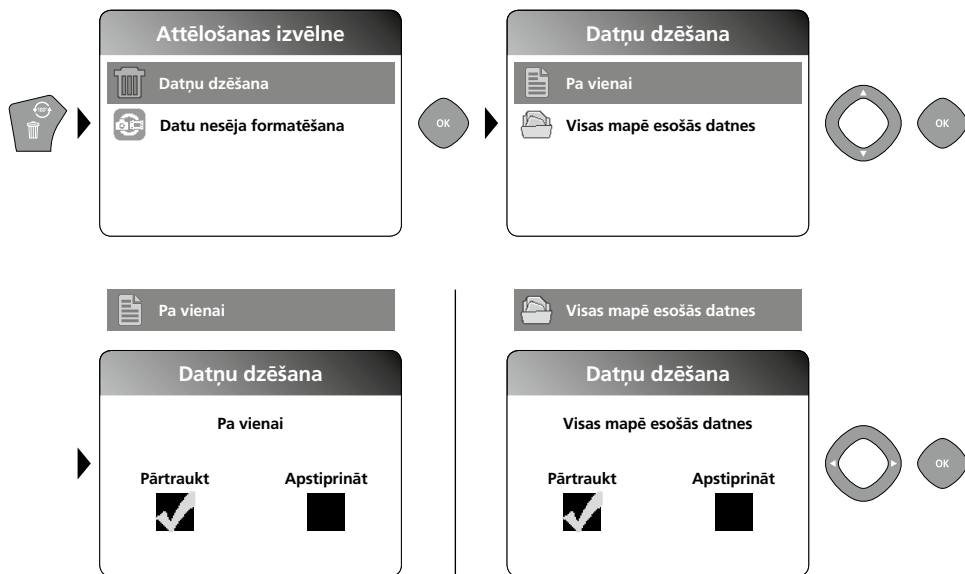 Attēlošanas izvēlne
Datņu dzēšana
Datu nesēja formatēšana
180°
OK
Datņu dzēšana
Pa vienai
Visas mapē esošās datnes
OK
Pa vienai
Datņu dzēšana
Pa vienai
Pārtraukt Apstiprināt
Visas mapē esošās datnes
Datņu dzēšana
Visas mapē esošās datnes
Pārtraukt Apstiprināt
OK